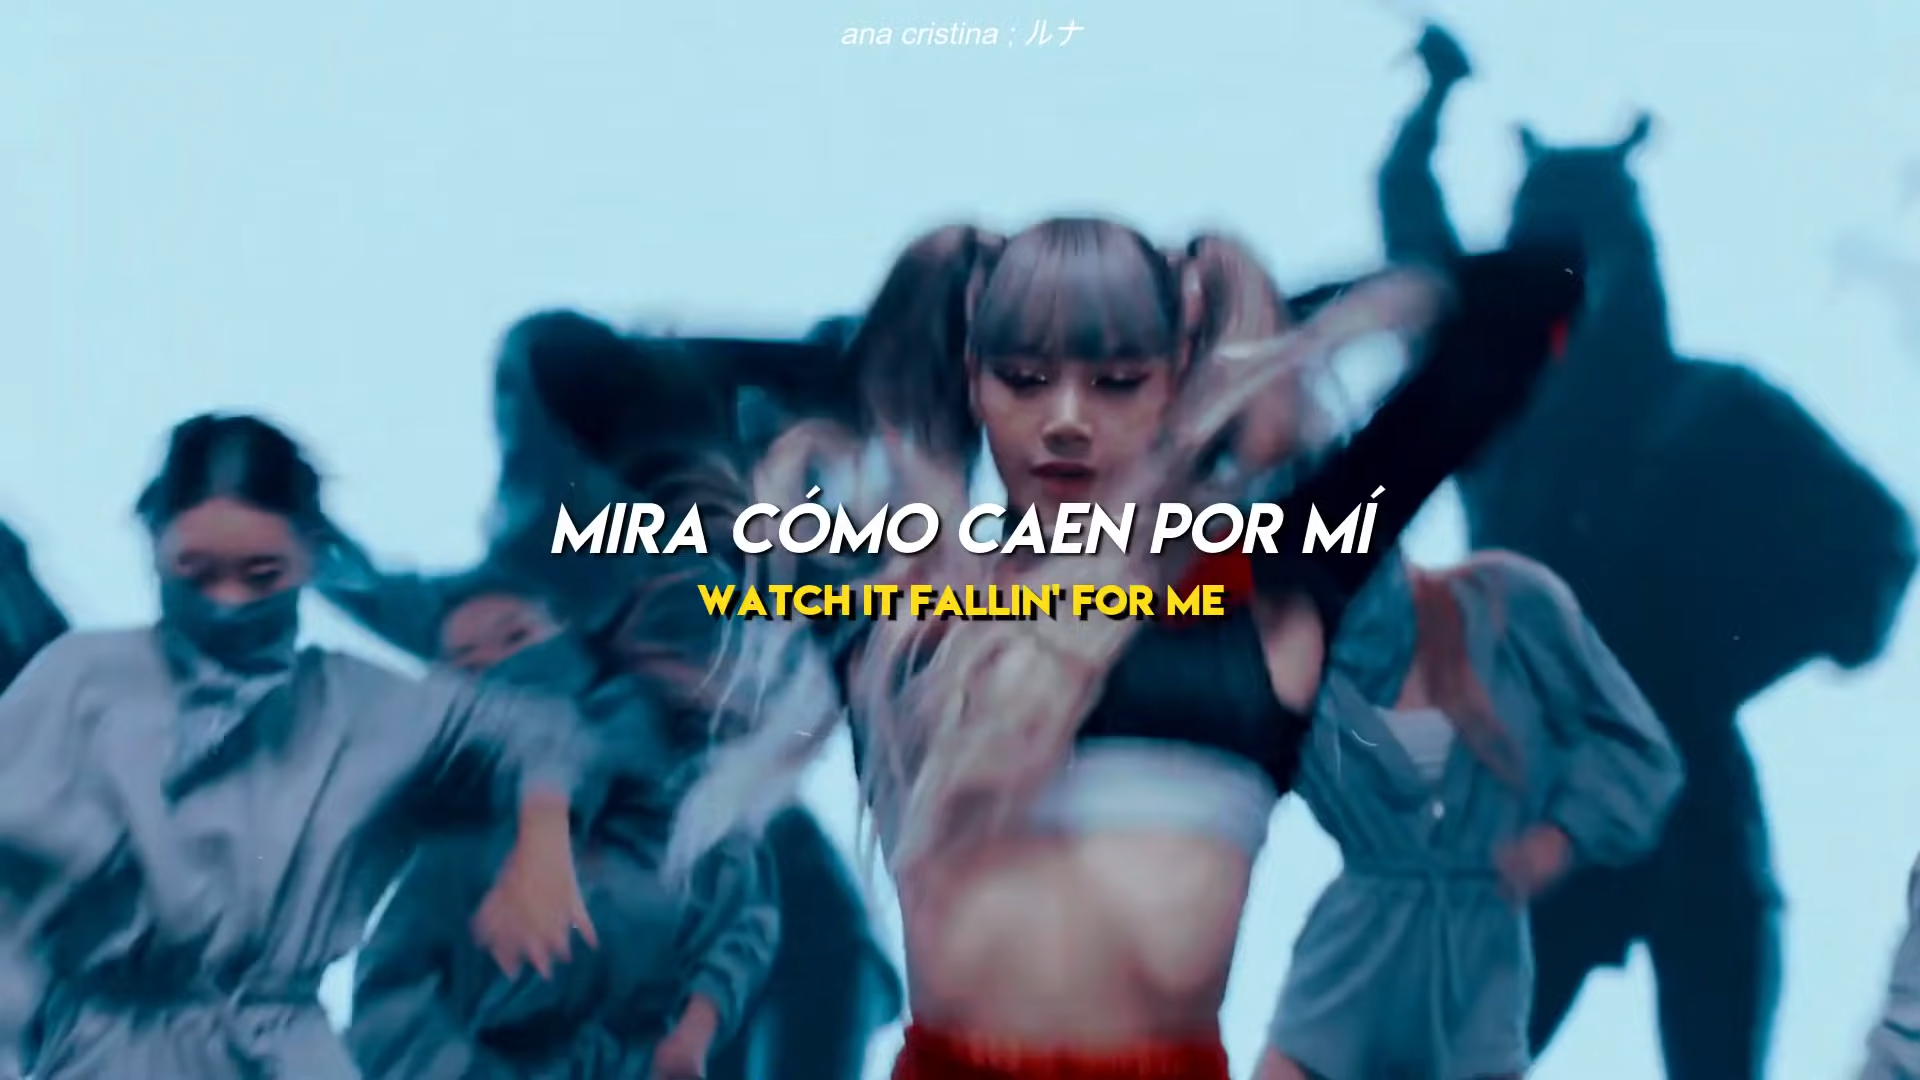 ana cristina ; ルナ
MIRA CÓMO CAEN POR MÍ
WATCH IT FALLIN' FOR ME